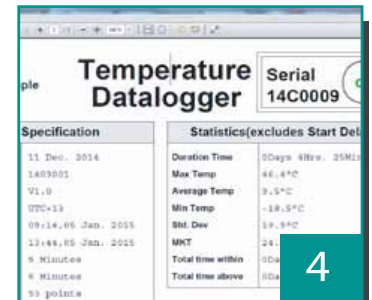 ple
Temperature
Datalogger
Serial
14C0009
Specification
Statistics(excludes Start Del
11 Dec. 2014
1403001
V1.0
UTC+13
09:14,05 Jan. 2015
13:44,05 Jan. 2015
5 Minutes
6 Minutes
53 points
Duration Time 0Days 4Hrs. 25Min
Max Temp 46.4°C
Average Temp 9.5°C
Min Temp -18.5°C
Std. Dev 19.9°C
MKT 24.
Total time within 0Da
Total time above 0Da
4